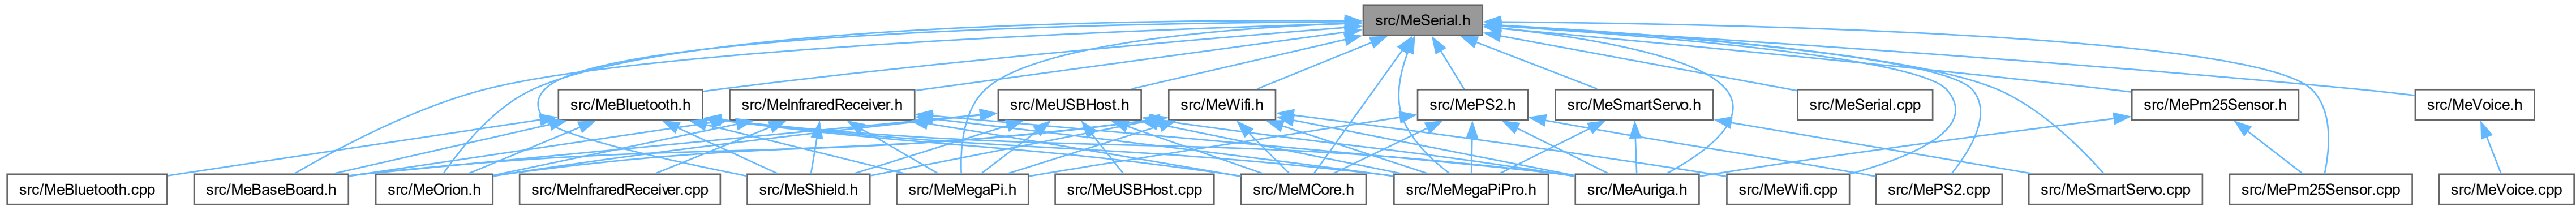 src/MeSerial.h
src/MeBluetooth.h
src/MeInfraredReceiver.h
src/MeUSBHost.h
src/MeWifi.h
src/MePS2.h
src/MeSmartServo.h
src/MeSerial.cpp
src/MePm25Sensor.h
src/MeVoice.h
src/MeBluetooth.cpp
src/MeBaseBoard.h
src/MeOrion.h
src/MeInfraredReceiver.cpp
src/MeShield.h
src/MeMegaPi.h
src/MeUSBHost.cpp
src/MeMCore.h
src/MeMegaPiPro.h
src/MeAuriga.h
src/MeWifi.cpp
src/MePS2.cpp
src/MeSmartServo.cpp
src/MePm25Sensor.cpp
src/MeVoice.cpp